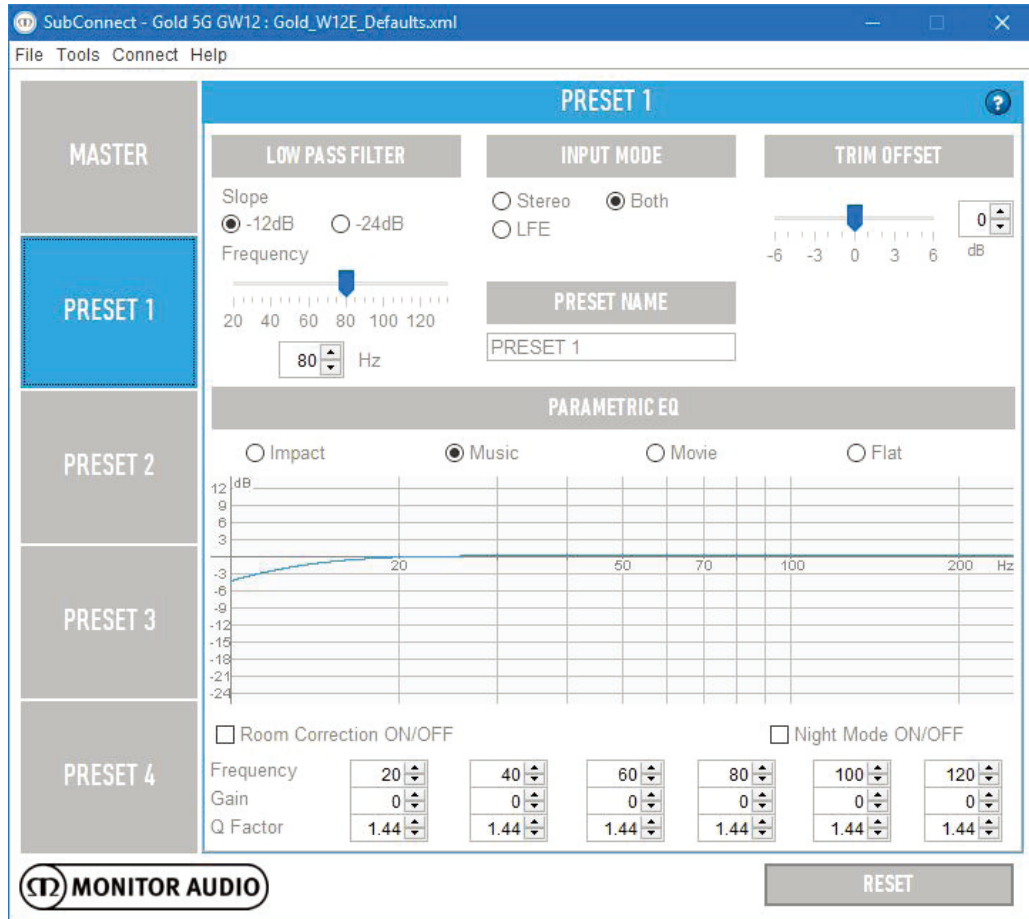 SubConnect - Gold 5G GW12 : Gold_W12E_Defaults.xml
File Tools Connect Help
MASTER
PRESET 1
PRESET 2
PRESET 3
PRESET 4
PRESET 1
?
LOW PASS FILTER
Slope
-12dB -24dB
Frequency
20 40 60 80 100 120
80 Hz
INPUT MODE
Stereo Both
LFE
PRESET NAME
PRESET 1
TRIM OFFSET
-6 -3 0 3 6
0
dB
PARAMETRIC EQ
Impact Music Movie Flat
12 dB
9
6
3
20 50 70 100 200 Hz
-3
-6
-9
-12
-15
-18
-21
-24
Room Correction ON/OFF Night Mode ON/OFF
Frequency 20 40 60 80 100 120
Gain 0 0 0 0 0 0
Q Factor 1.44 1.44 1.44 1.44 1.44 1.44
MONITOR AUDIO
RESET